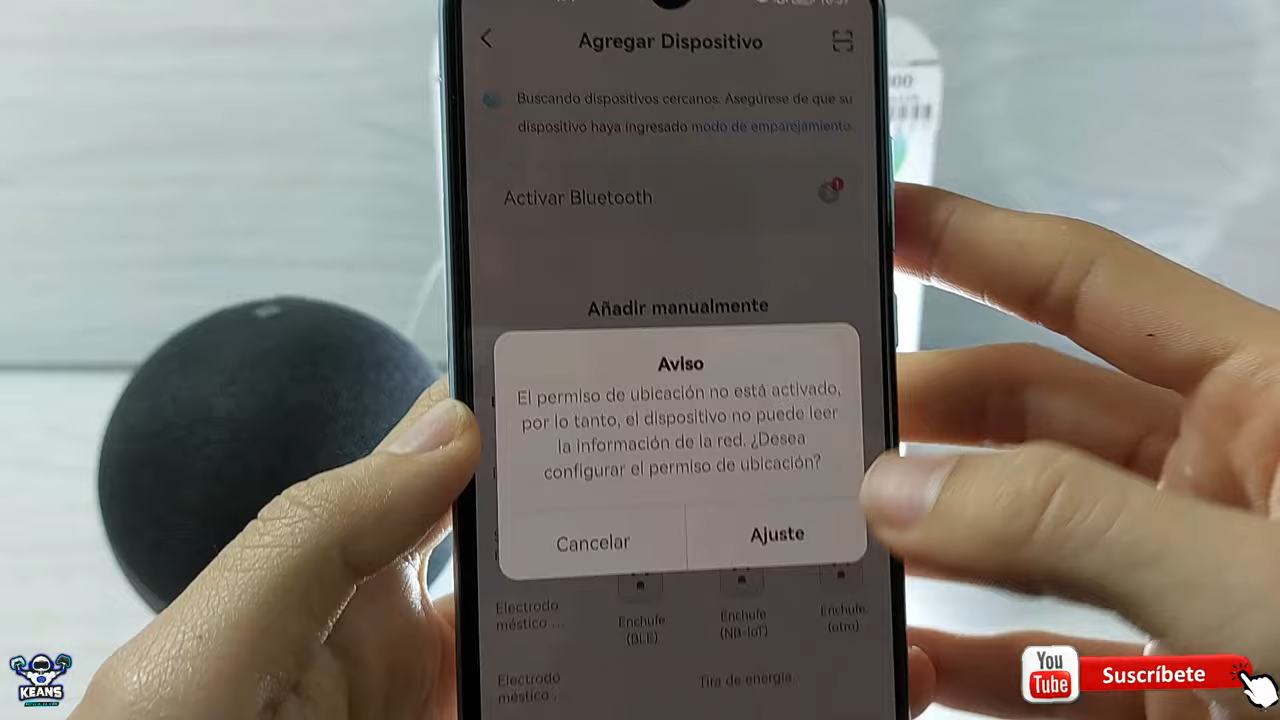 Agregar Dispositivo
Buscando dispositivos cercanos. Asegúrese de que su
dispositivo haya ingresado modo de emparejamiento.
Activar Bluetooth
1
Añadir manualmente
Aviso
El permiso de ubicación no está activado,
por lo tanto, el dispositivo no puede leer
la información de la red. ¿Desea
configurar el permiso de ubicación?
Cancelar
Ajuste
Electrodo
méstico ...
Enchufe
(BLE)
Enchufe
(NB-IoT)
Enchufe
(otro)
Electrodo
méstico ...
Tira de energía
KEANS
You
Tube
Suscríbete